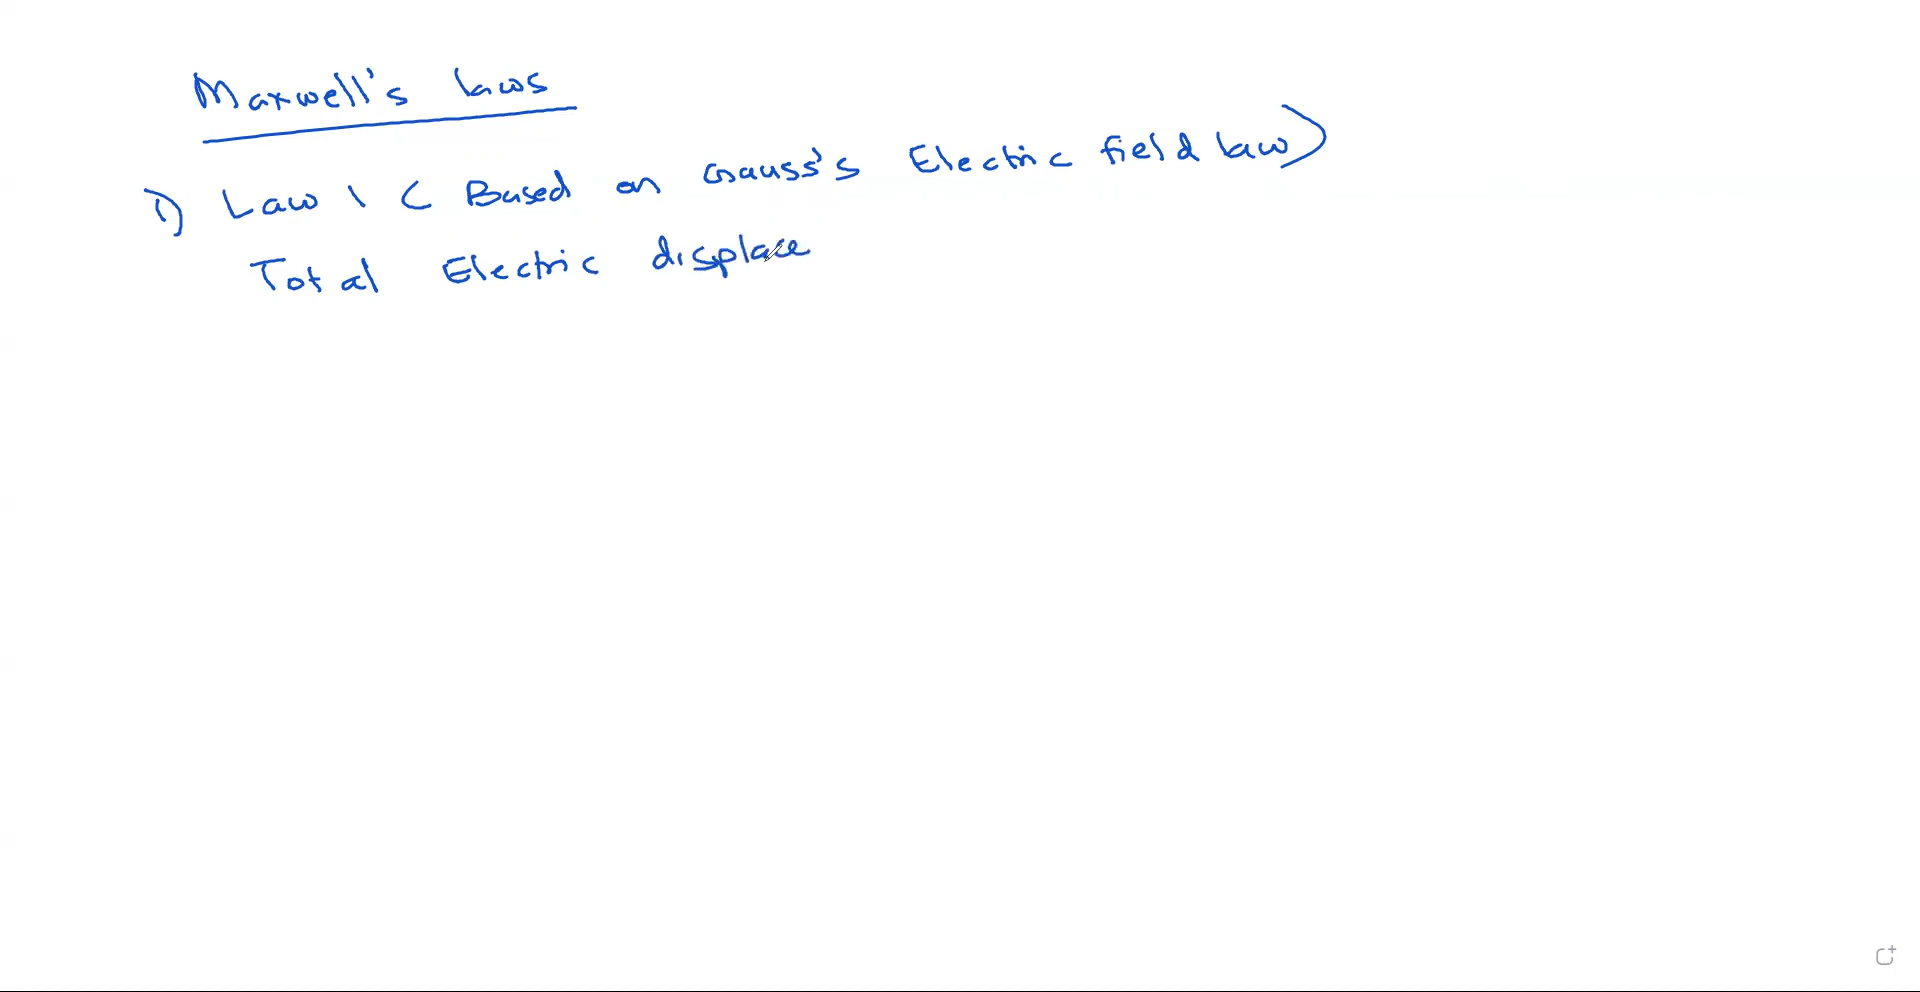 Maxwell's laws
1) Law 1 ( Based on Gauss's Electric field law)
Total Electric displace